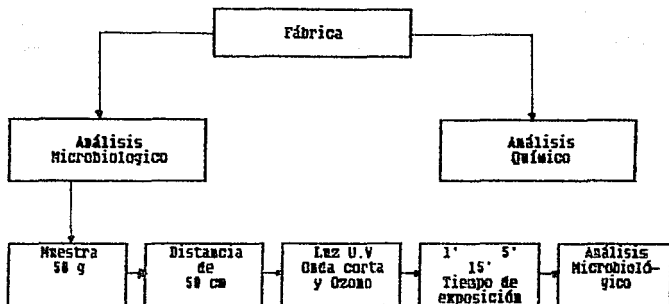 Fábrica
Análisis
Microbiologico
Análisis
Químico
Muestra
50 g
Distancia
de
50 cm
Luz U.V
Onda corta
y Ozono
1' 5'
15'
Tiempo de
exposición
Análisis
Microbioló-
gico